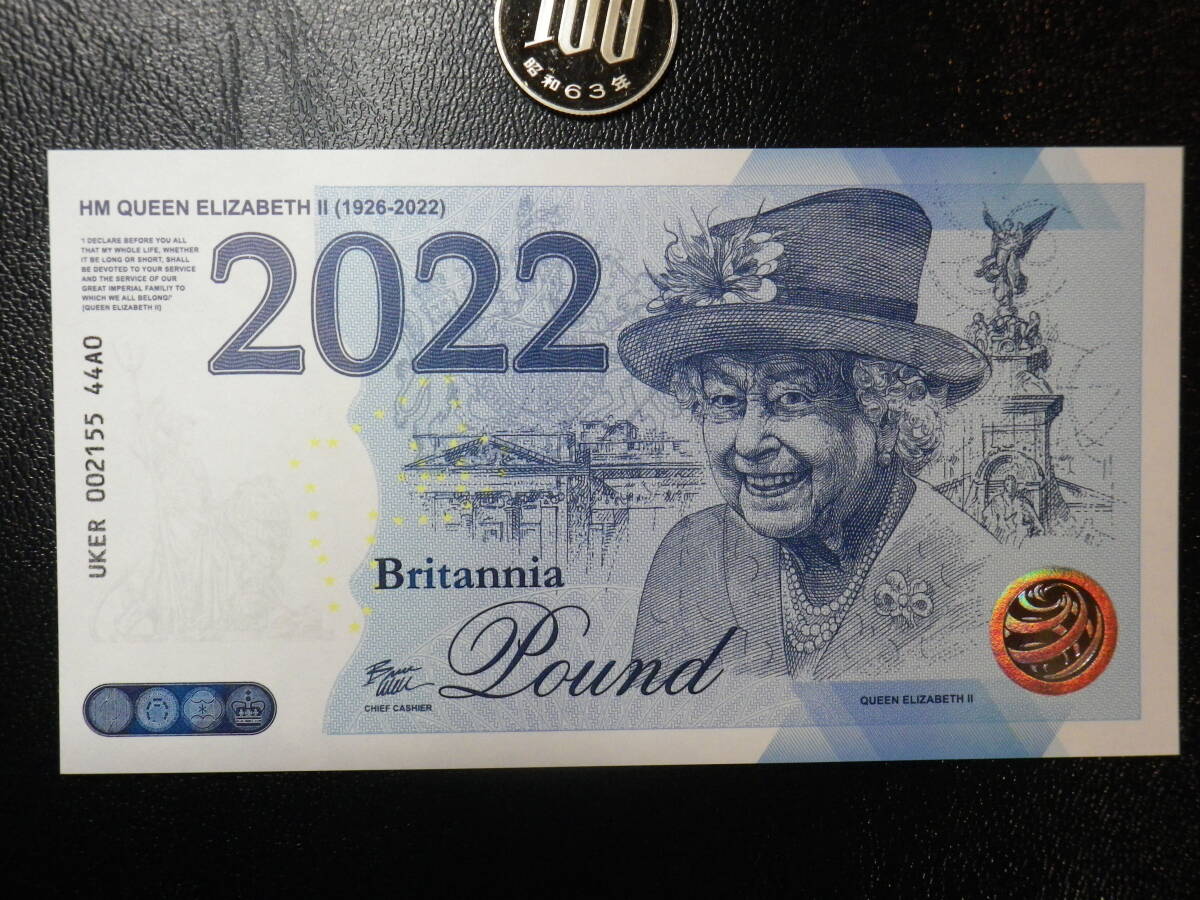 100
昭和63年
HM QUEEN ELIZABETH II (1926-2022)
"I DECLARE BEFORE YOU ALL
THAT MY WHOLE LIFE, WHETHER
IT BE LONG OR SHORT, SHALL
BE DEVOTED TO YOUR SERVICE
AND THE SERVICE OF OUR
GREAT IMPERIAL FAMILIY TO
WHICH WE ALL BELONG!"
(QUEEN ELIZABETH II)
2022
UKER 002155 44A0
Britannia
Pound
CHIEF CASHIER
QUEEN ELIZABETH II